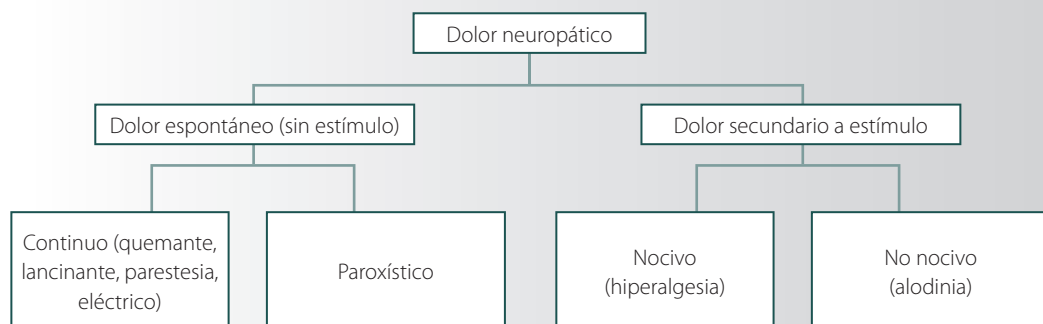 Dolor neuropático
Dolor espontáneo (sin estímulo)
Dolor secundario a estímulo
Continuo (quemante,
lancinante, parestesia,
eléctrico)
Paroxístico
Nocivo
(hiperalgesia)
No nocivo
(alodinia)